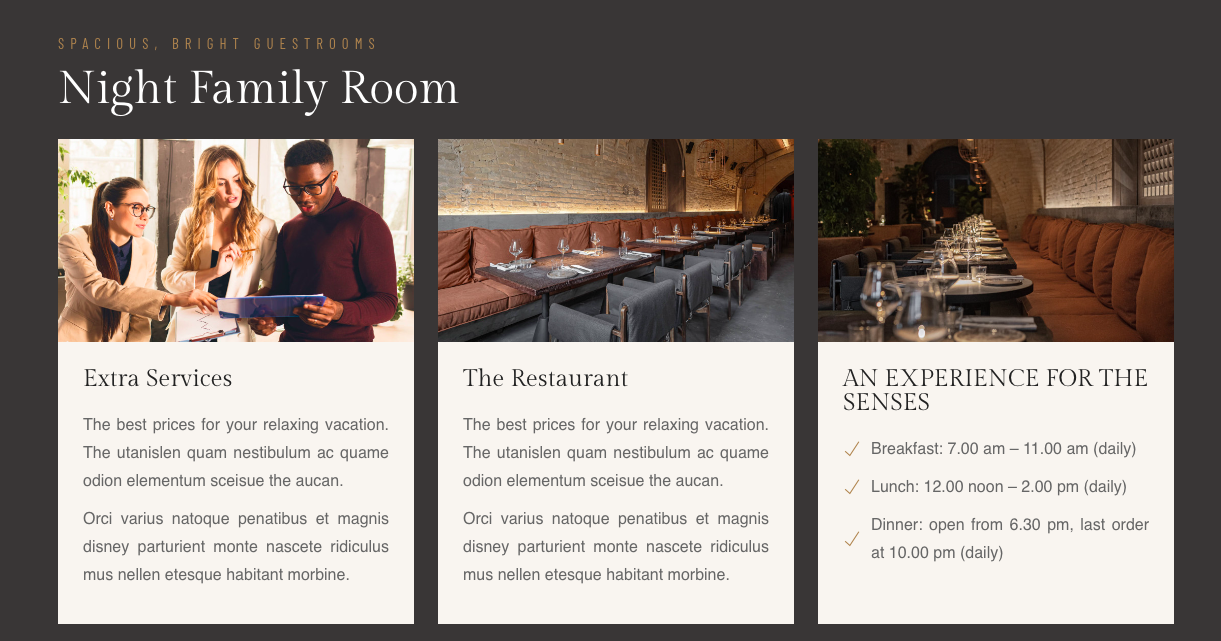 SPACIOUS, BRIGHT GUESTROOMS
Night Family Room
Extra Services
The best prices for your relaxing vacation.
The utanislen quam nestibulum ac quame
odion elementum sceisue the aucan.
Orci varius natoque penatibus et magnis
disney parturient monte nascete ridiculus
mus nellen etesque habitant morbine.
The Restaurant
The best prices for your relaxing vacation.
The utanislen quam nestibulum ac quame
odion elementum sceisue the aucan.
Orci varius natoque penatibus et magnis
disney parturient monte nascete ridiculus
mus nellen etesque habitant morbine.
AN EXPERIENCE FOR THE
SENSES
Breakfast: 7.00 am – 11.00 am (daily)
Lunch: 12.00 noon – 2.00 pm (daily)
Dinner: open from 6.30 pm, last order
at 10.00 pm (daily)